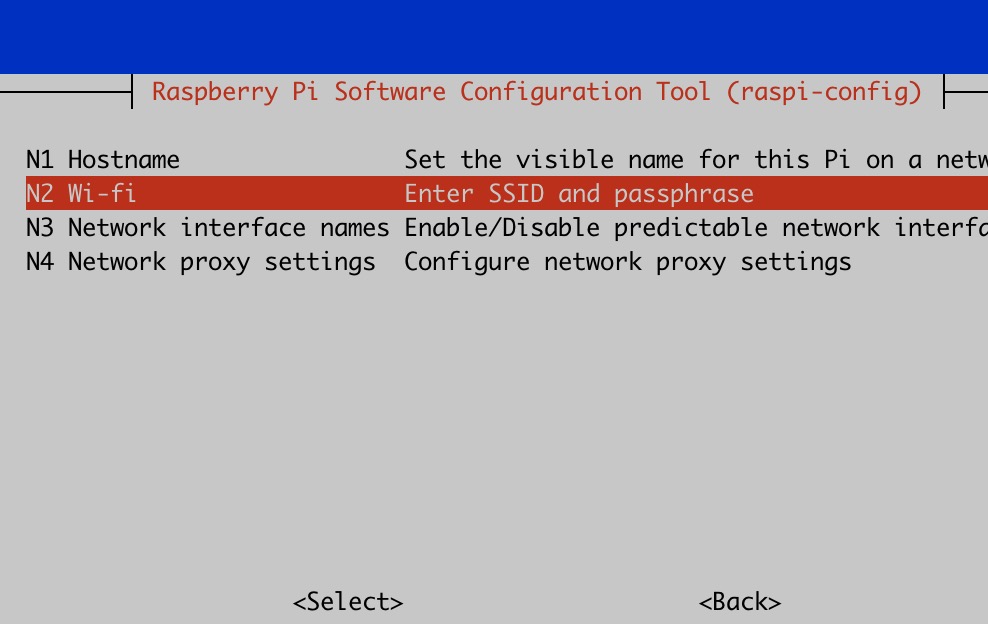 Raspberry Pi Software Configuration Tool (raspi-config)
N1 Hostname Set the visible name for this Pi on a netw
N2 Wi-fi Enter SSID and passphrase
N3 Network interface names Enable/Disable predictable network interfa
N4 Network proxy settings Configure network proxy settings
<Select> <Back>